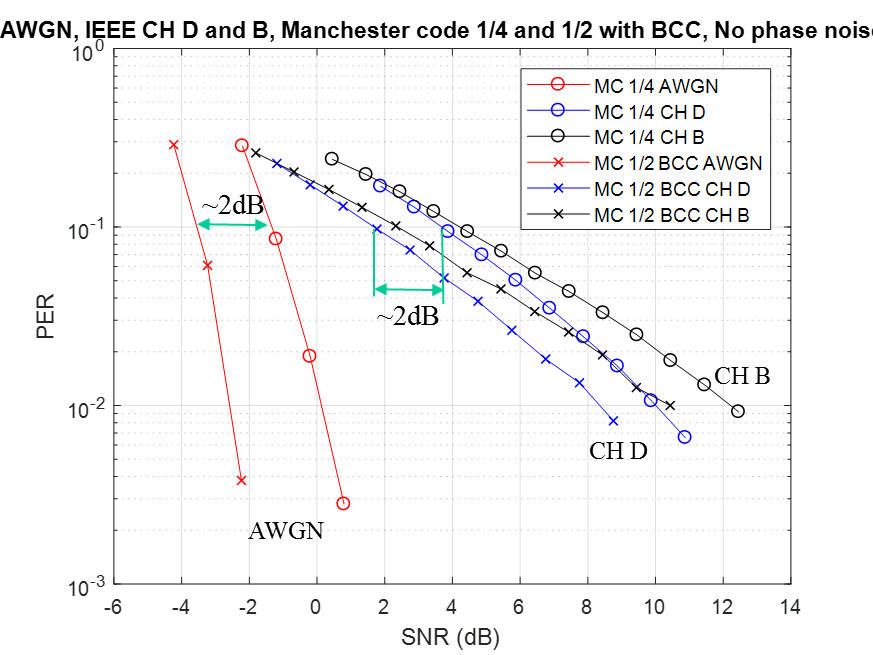 AWGN, IEEE CH D and B, Manchester code 1/4 and 1/2 with BCC, No phase noise
10^0
10^-1
10^-2
10^-3
PER
MC 1/4 AWGN
MC 1/4 CH D
MC 1/4 CH B
MC 1/2 BCC AWGN
MC 1/2 BCC CH D
MC 1/2 BCC CH B
~2dB
~2dB
CH B
CH D
AWGN
-6 -4 -2 0 2 4 6 8 10 12 14
SNR (dB)